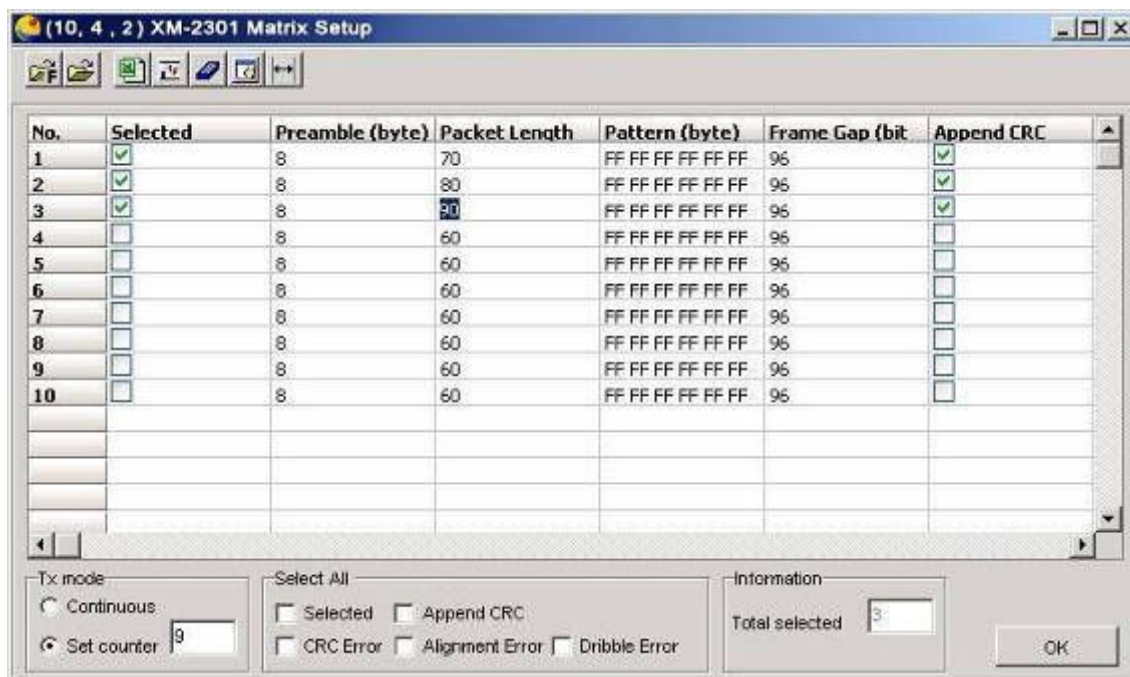 (10, 4 , 2) XM-2301 Matrix Setup
No. Selected Preamble (byte) Packet Length Pattern (byte) Frame Gap (bit Append CRC
1 8 70 FF FF FF FF FF FF 96
2 8 80 FF FF FF FF FF FF 96
3 8 90 FF FF FF FF FF FF 96
4 8 60 FF FF FF FF FF FF 96
5 8 60 FF FF FF FF FF FF 96
6 8 60 FF FF FF FF FF FF 96
7 8 60 FF FF FF FF FF FF 96
8 8 60 FF FF FF FF FF FF 96
9 8 60 FF FF FF FF FF FF 96
10 8 60 FF FF FF FF FF FF 96
Tx mode
Continuous
Set counter 9
Select All
Selected Append CRC
CRC Error Alignment Error Dribble Error
Information
Total selected 3
OK